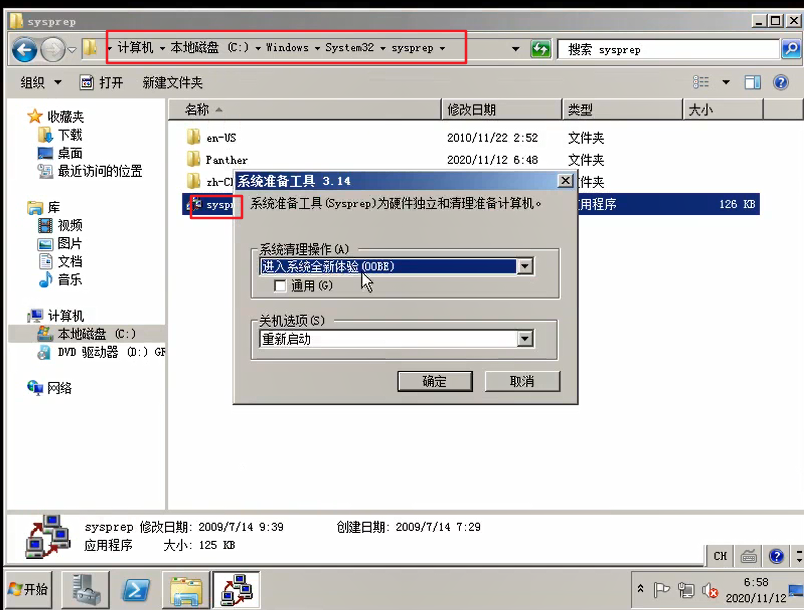 sysprep
计算机 本地磁盘 (C:) Windows System32 sysprep
搜索 sysprep
组织 打开 新建文件夹
名称 修改日期 类型 大小
收藏夹
下载
桌面
最近访问的位置
库
视频
图片
文档
音乐
计算机
本地磁盘 (C:)
DVD 驱动器 (D:) GR
网络
en-US 2010/11/22 2:52 文件夹
Panther 2020/11/12 6:48 文件夹
zh-C 件夹
sysp 用程序 126 KB
系统准备工具 3.14
系统准备工具(Sysprep)为硬件独立和清理准备计算机。
系统清理操作(A)
进入系统全新体验(OOBE)
通用(G)
关机选项(S)
重新启动
确定 取消
sysprep 修改日期: 2009/7/14 9:39 创建日期: 2009/7/14 7:29
应用程序 大小: 125 KB
CH
开始
6:58
2020/11/12